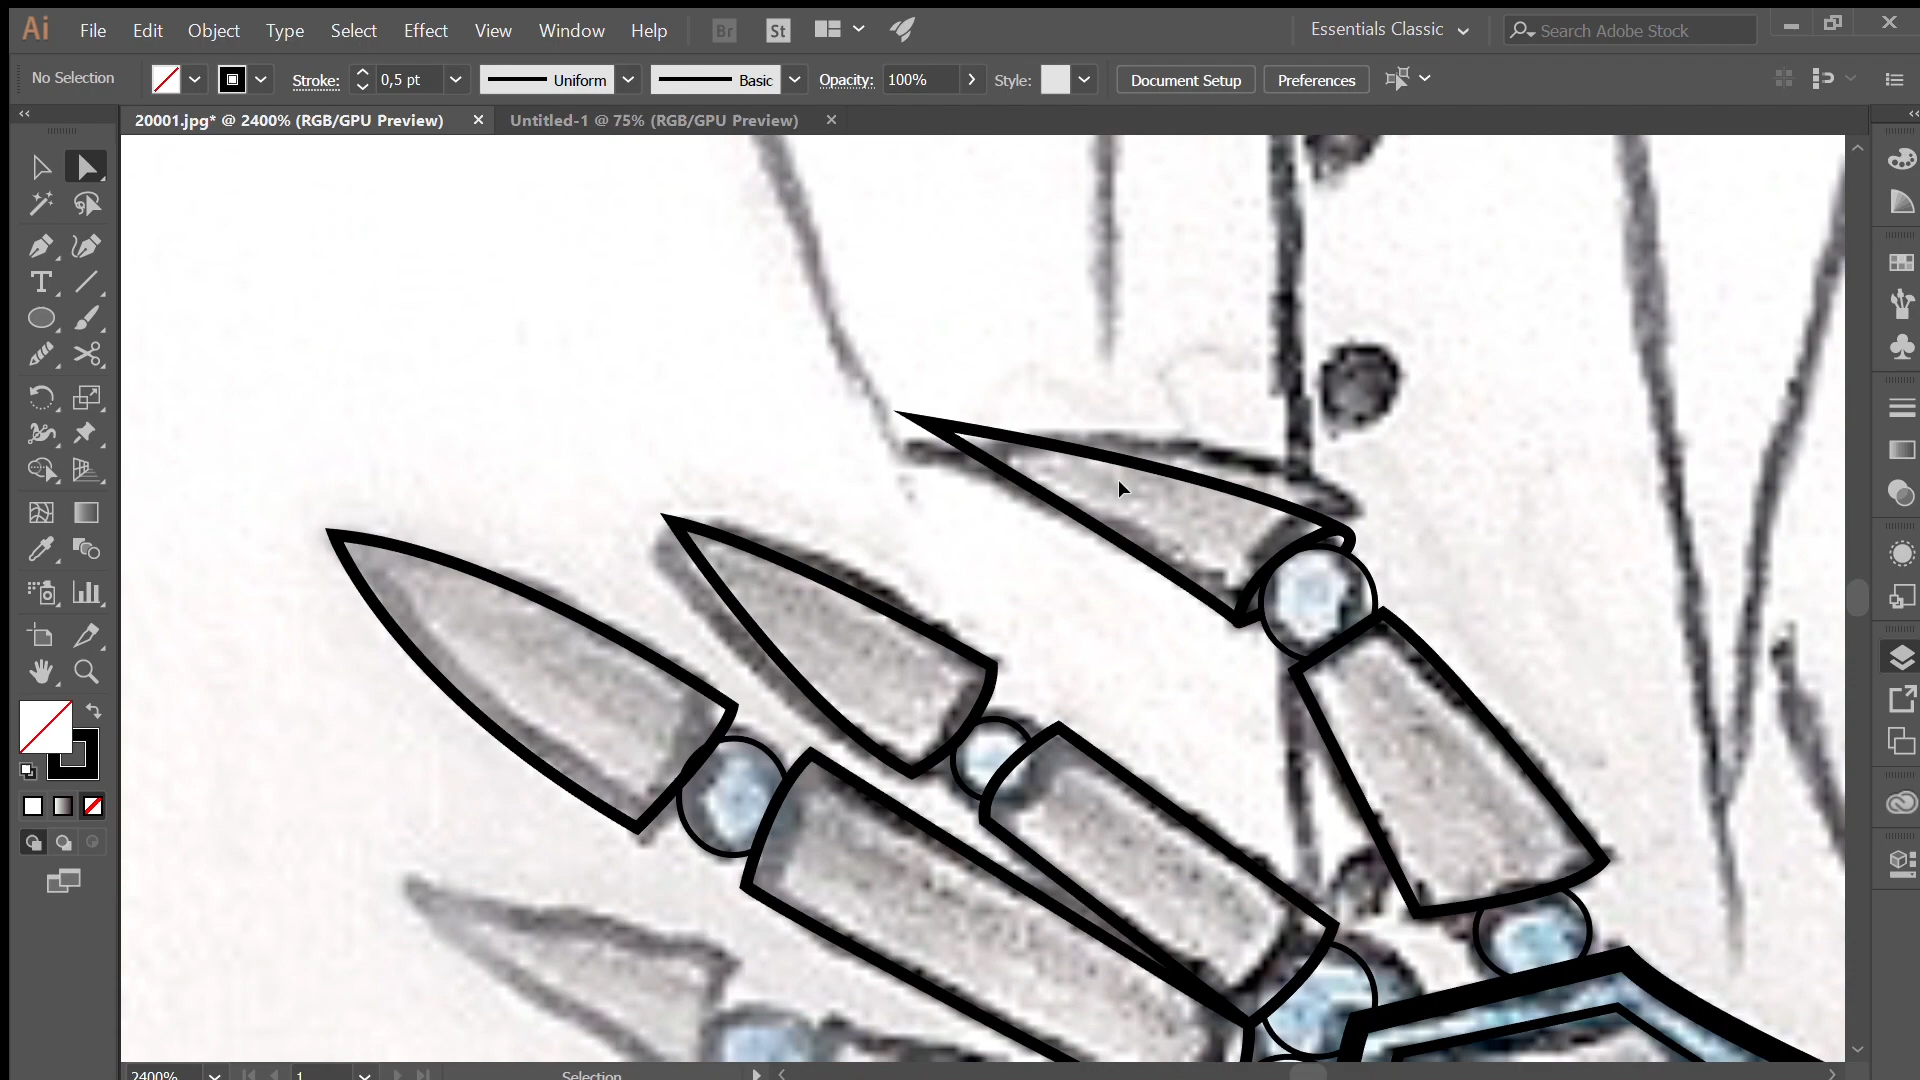 Ai File Edit Object Type Select Effect View Window Help Br St Essentials Classic Search Adobe Stock
No Selection Stroke: 0,5 pt Uniform Basic Opacity: 100% Style: Document Setup Preferences
20001.jpg* @ 2400% (RGB/GPU Preview) Untitled-1 @ 75% (RGB/GPU Preview)
T
2400% 1 Selection